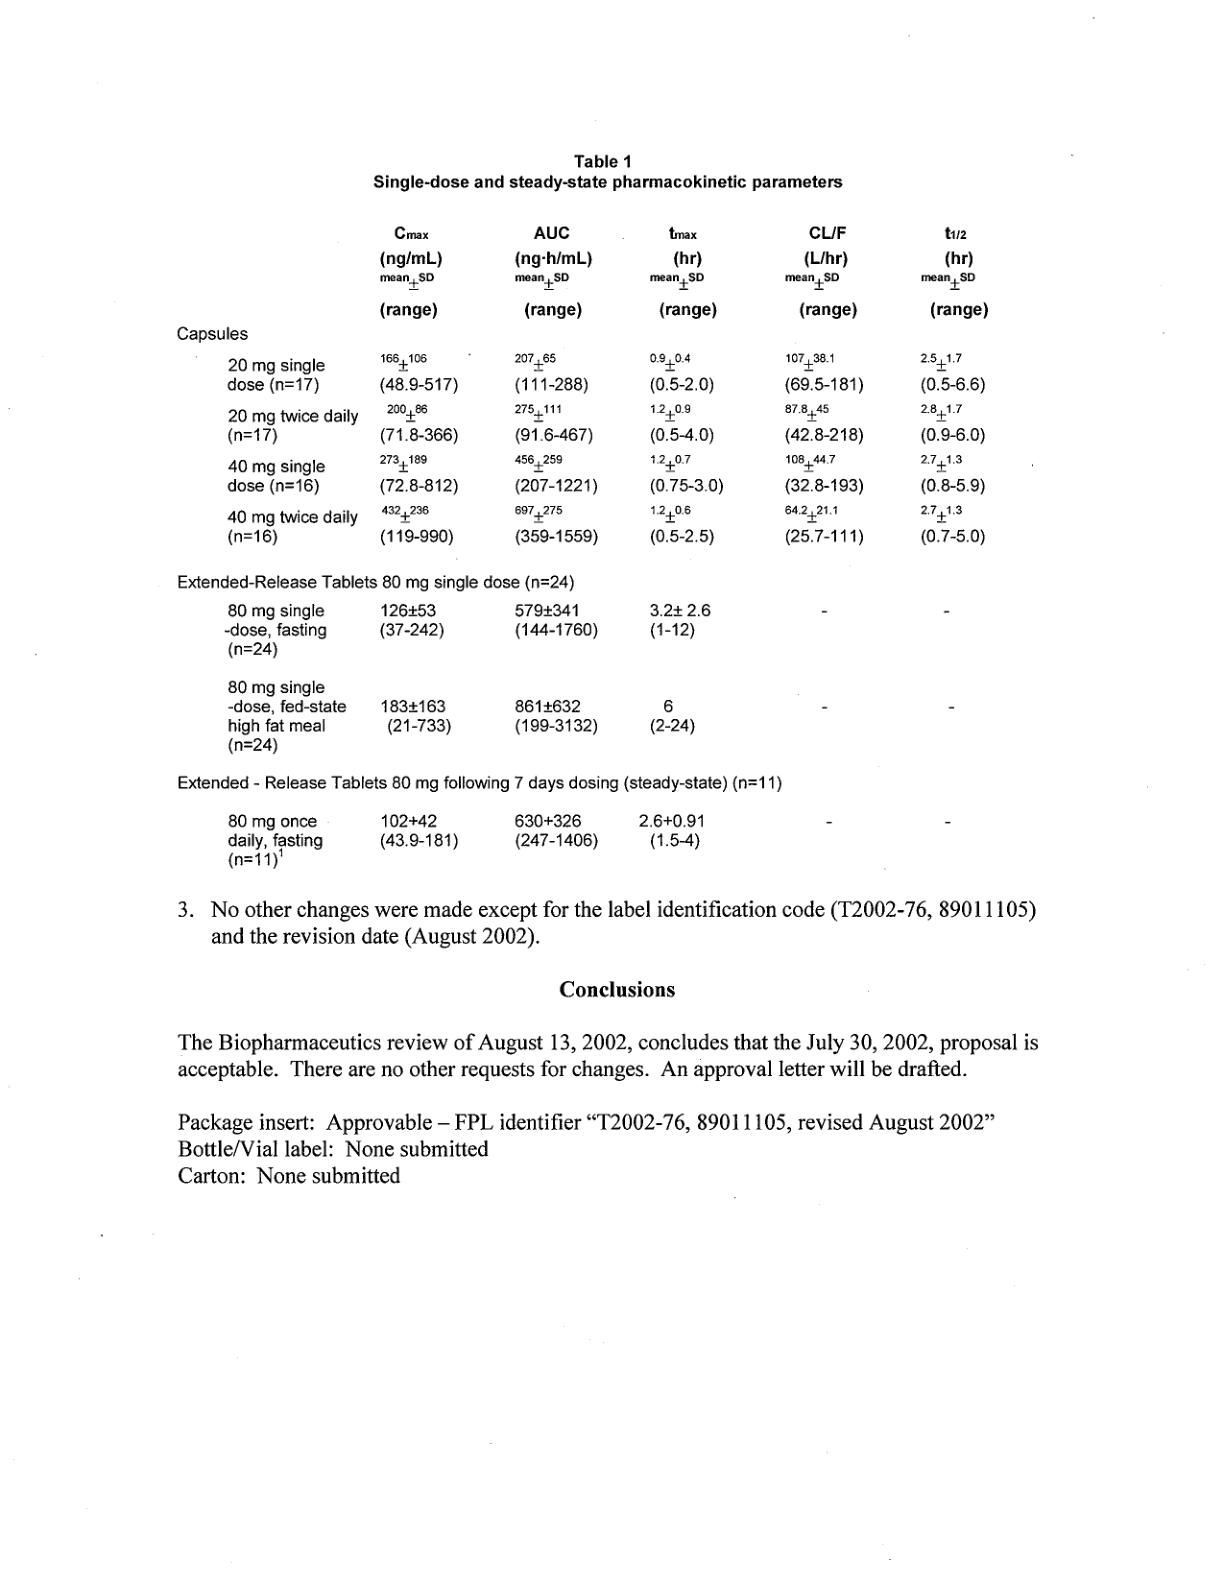 Table 1
Single-dose and steady-state pharmacokinetic parameters
Cmax AUC tmax CL/F t1/2
(ng/mL) (ng·h/mL) (hr) (L/hr) (hr)
mean±SD mean±SD mean±SD mean±SD mean±SD
(range) (range) (range) (range) (range)
Capsules
20 mg single 166±106 207±65 0.9±0.4 107±38.1 2.5±1.7
dose (n=17) (48.9-517) (111-288) (0.5-2.0) (69.5-181) (0.5-6.6)
20 mg twice daily 200±86 275±111 1.2±0.9 87.8±45 2.8±1.7
(n=17) (71.8-366) (91.6-467) (0.5-4.0) (42.8-218) (0.9-6.0)
40 mg single 273±189 456±259 1.2±0.7 108±44.7 2.7±1.3
dose (n=16) (72.8-812) (207-1221) (0.75-3.0) (32.8-193) (0.8-5.9)
40 mg twice daily 432±236 697±275 1.2±0.6 64.2±21.1 2.7±1.3
(n=16) (119-990) (359-1559) (0.5-2.5) (25.7-111) (0.7-5.0)
Extended-Release Tablets 80 mg single dose (n=24)
80 mg single 126±53 579±341 3.2± 2.6 - -
-dose, fasting (37-242) (144-1760) (1-12)
(n=24)
80 mg single
-dose, fed-state 183±163 861±632 6 - -
high fat meal (21-733) (199-3132) (2-24)
(n=24)
Extended - Release Tablets 80 mg following 7 days dosing (steady-state) (n=11)
80 mg once 102+42 630+326 2.6+0.91 - -
daily, fasting (43.9-181) (247-1406) (1.5-4)
(n=11)1
3. No other changes were made except for the label identification code (T2002-76, 89011105)
and the revision date (August 2002).
Conclusions
The Biopharmaceutics review of August 13, 2002, concludes that the July 30, 2002, proposal is
acceptable. There are no other requests for changes. An approval letter will be drafted.
Package insert: Approvable – FPL identifier “T2002-76, 89011105, revised August 2002”
Bottle/Vial label: None submitted
Carton: None submitted